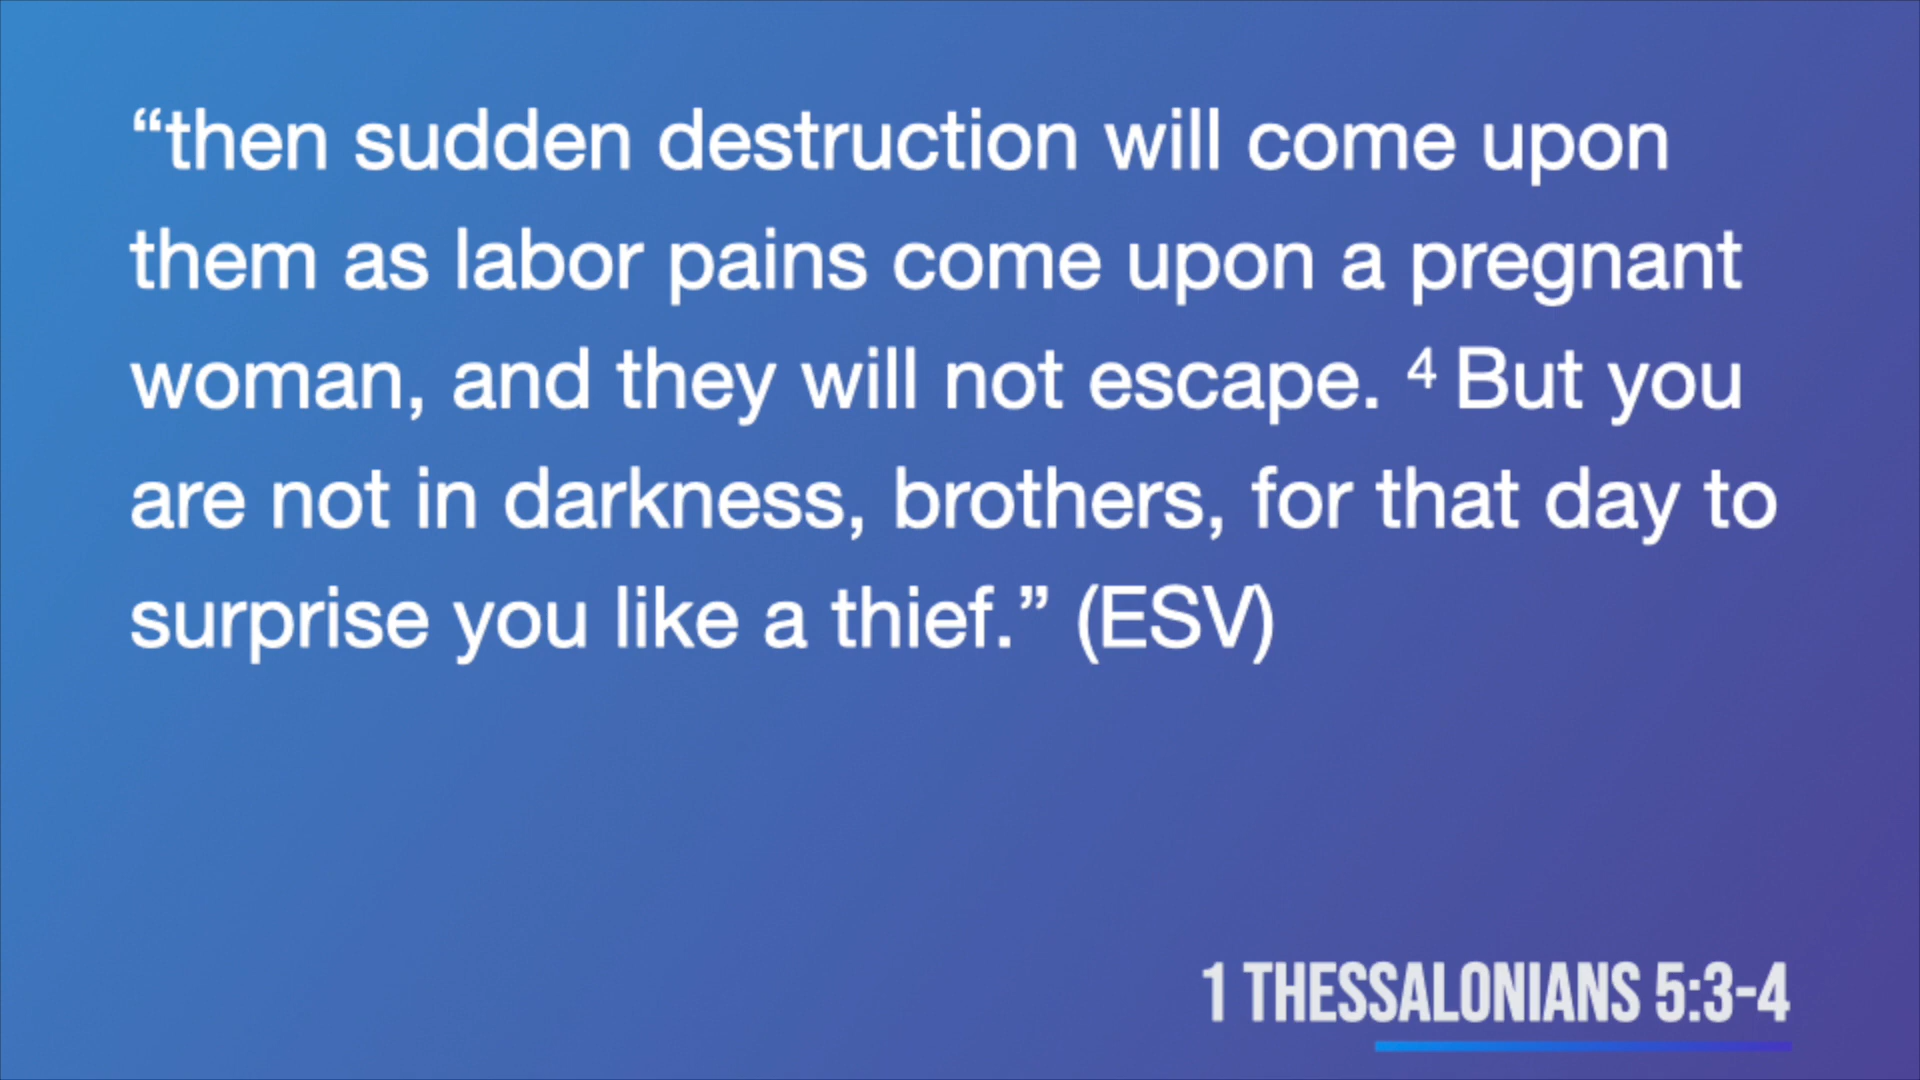 “then sudden destruction will come upon
them as labor pains come upon a pregnant
woman, and they will not escape. ⁴ But you
are not in darkness, brothers, for that day to
surprise you like a thief.” (ESV)
1 THESSALONIANS 5:3-4